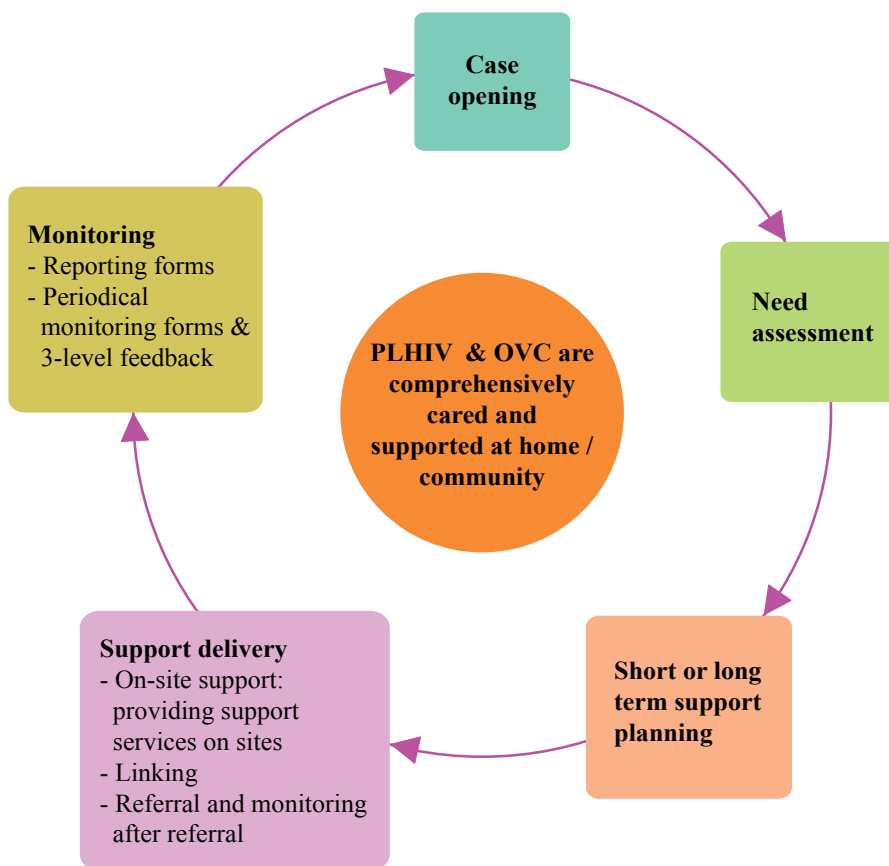 Case
opening
Need
assessment
Short or long
term support
planning
Support delivery
- On-site support:
providing support
services on sites
- Linking
- Referral and monitoring
after referral
Monitoring
- Reporting forms
- Periodical
monitoring forms &
3-level feedback
PLHIV & OVC are
comprehensively
cared and
supported at home /
community